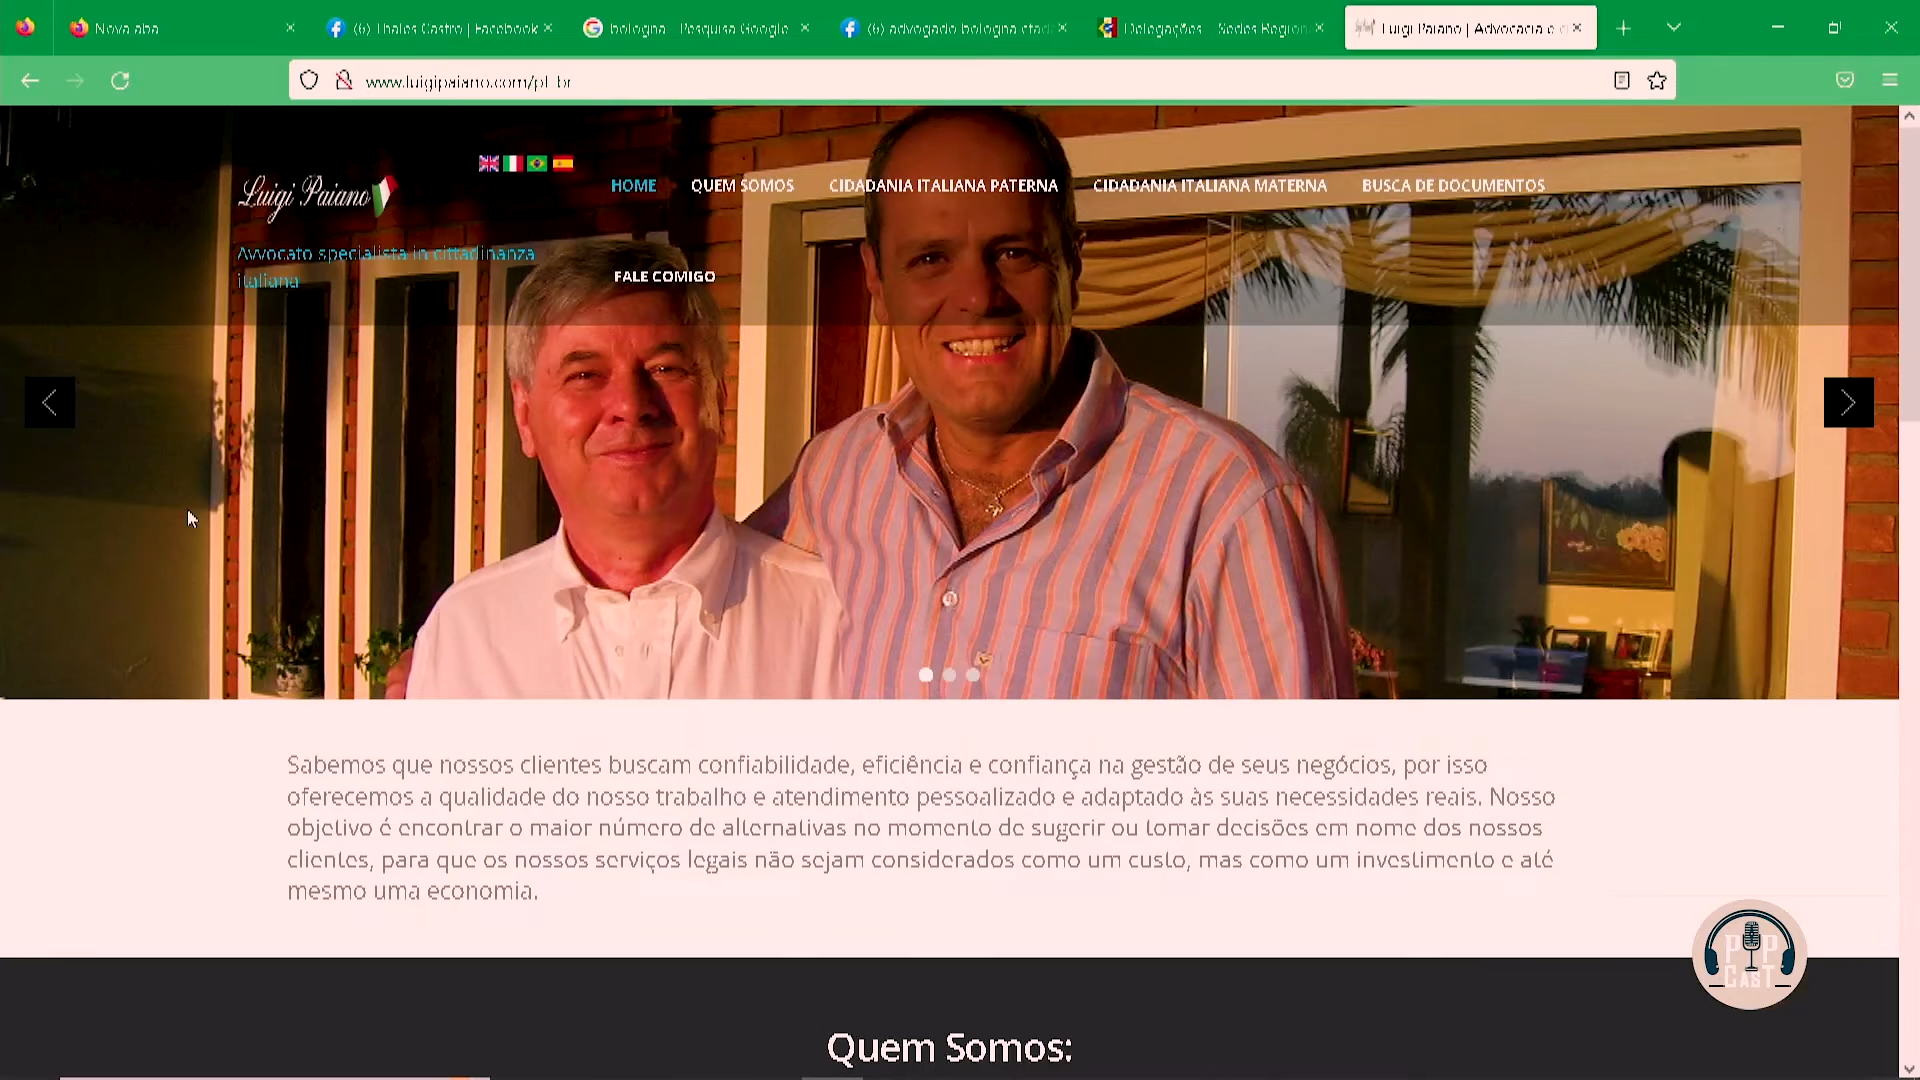 Nova aba
(6) Thales Castro | Facebook
bologna - Pesquisa Google
(6) advogado bologna citad
Delegações – Sedes Region
Luigi Paiano | Advocacia e ci
www.luigipaiano.com/pt-br
Luigi Paiano
HOME QUEM SOMOS CIDADANIA ITALIANA PATERNA CIDADANIA ITALIANA MATERNA BUSCA DE DOCUMENTOS
Avvocato specialista in cittadinanza
italiana
FALE COMIGO
Sabemos que nossos clientes buscam confiabilidade, eficiência e confiança na gestão de seus negócios, por isso
oferecemos a qualidade do nosso trabalho e atendimento pessoalizado e adaptado às suas necessidades reais. Nosso
objetivo é encontrar o maior número de alternativas no momento de sugerir ou tomar decisões em nome dos nossos
clientes, para que os nossos serviços legais não sejam considerados como um custo, mas como um investimento e até
mesmo uma economia.
POP
CAST
Quem Somos: